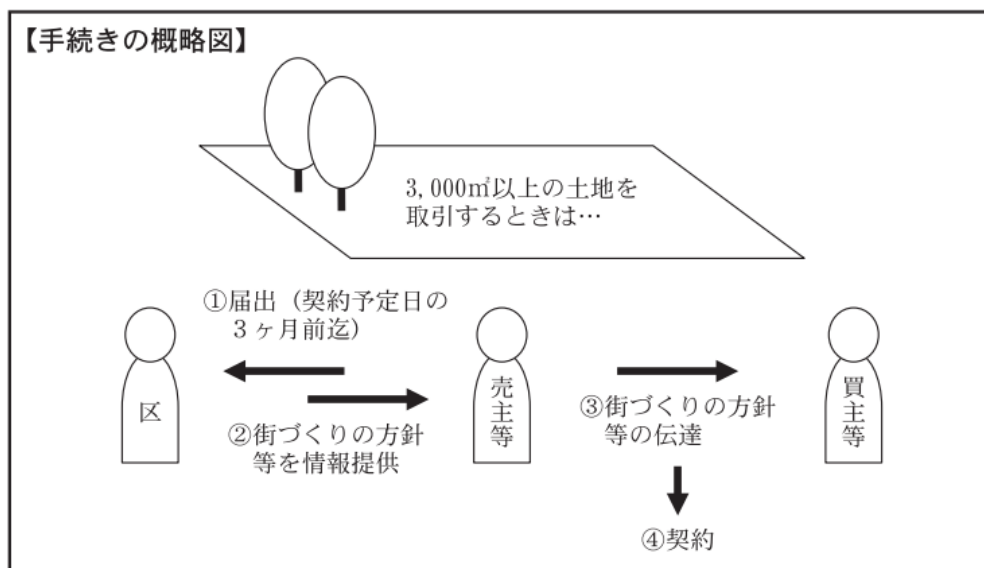 【手続きの概略図】
3,000㎡以上の土地を
取引するときは…
①届出（契約予定日の
３ヶ月前迄）
区
売主等
買主等
②街づくりの方針
等を情報提供
③街づくりの方針
等の伝達
④契約